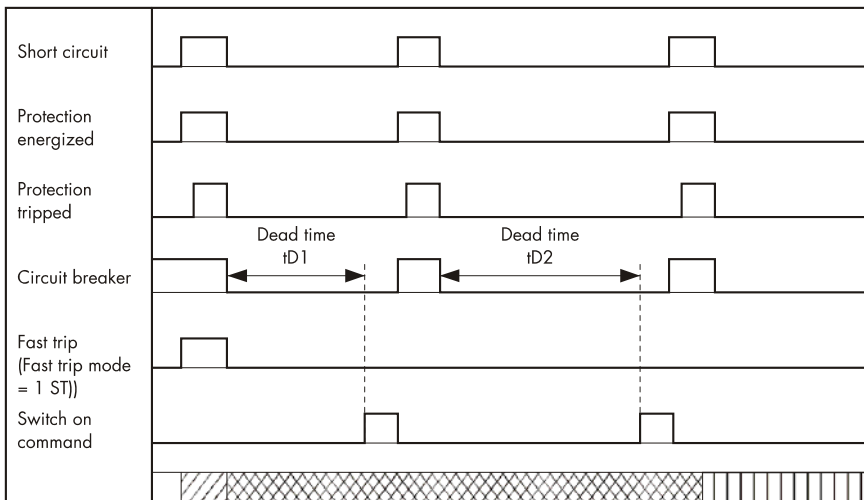 Short circuit
Protection
energized
Protection
tripped
Dead time
tD1
Dead time
tD2
Circuit breaker
Fast trip
(Fast trip mode
= 1 ST))
Switch on
command